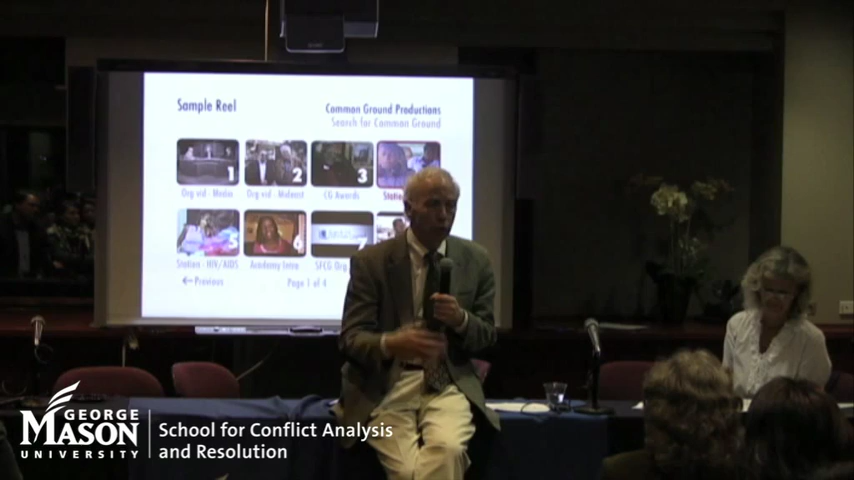 Sample Reel
Common Ground Productions
Search for Common Ground
1
2
3
Org vid - Media
Org vid - Mideast
CG Awards
5
6
Station - HIV/AIDS
Academy Intro
SFCG Org
Previous
Page 1 of 4
GEORGE
MASON
UNIVERSITY
School for Conflict Analysis
and Resolution